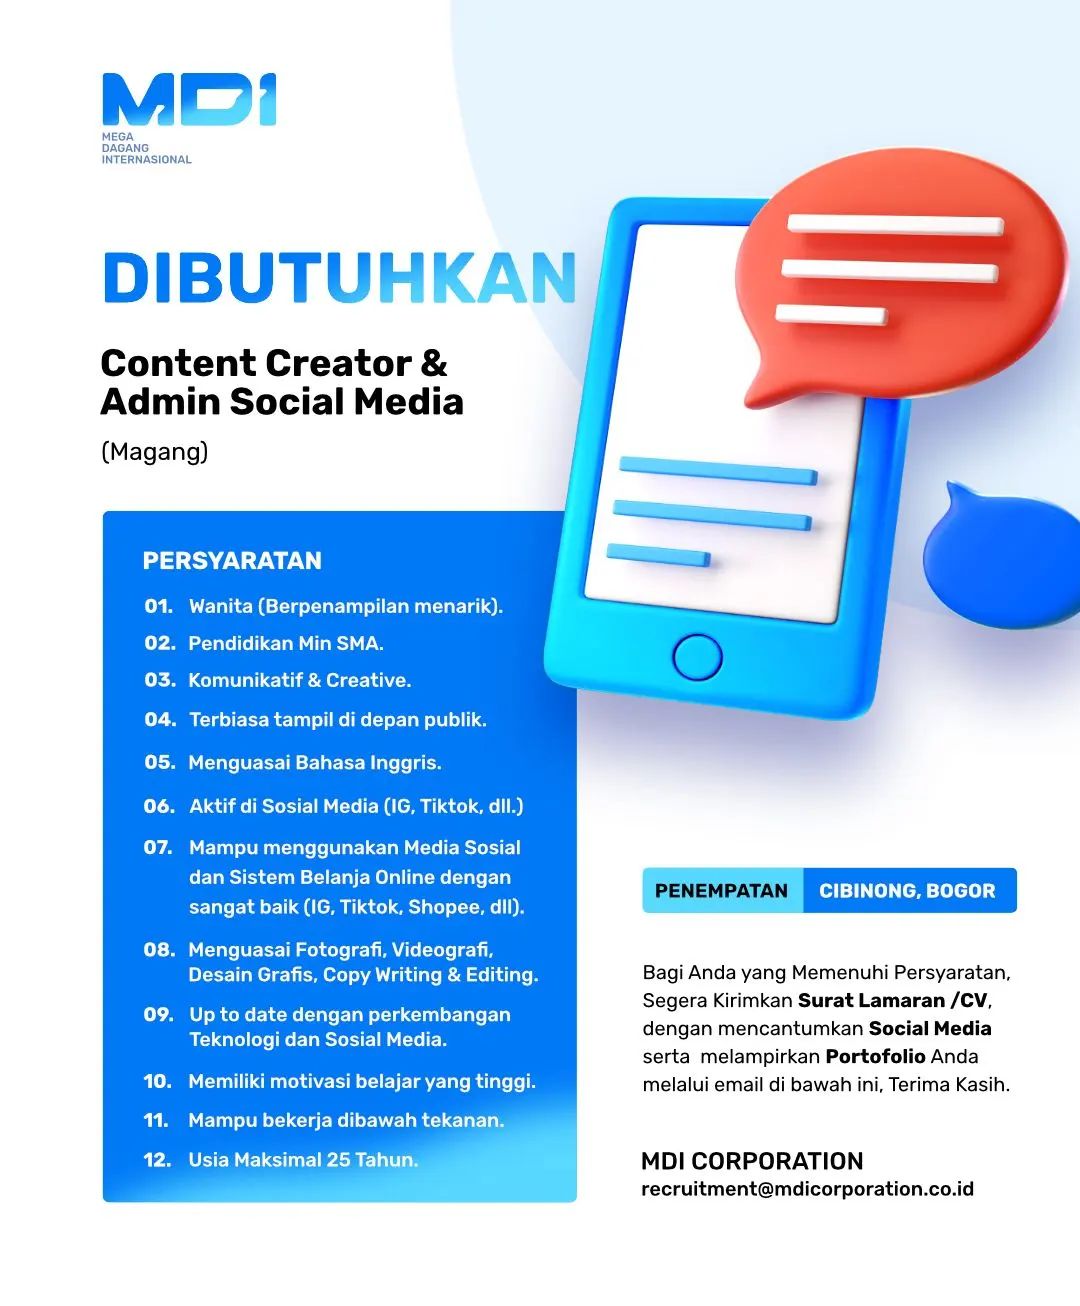 MD1
MEGA
DAGANG
INTERNASIONAL
DIBUTUHKAN
Content Creator &
Admin Social Media
(Magang)
PERSYARATAN
01. Wanita (Berpenampilan menarik).
02. Pendidikan Min SMA.
03. Komunikatif & Creative.
04. Terbiasa tampil di depan publik.
05. Menguasai Bahasa Inggris.
06. Aktif di Sosial Media (IG, Tiktok, dll.)
07. Mampu menggunakan Media Sosial
dan Sistem Belanja Online dengan
sangat baik (IG, Tiktok, Shopee, dll).
08. Menguasai Fotografi, Videografi,
Desain Grafis, Copy Writing & Editing.
09. Up to date dengan perkembangan
Teknologi dan Sosial Media.
10. Memiliki motivasi belajar yang tinggi.
11. Mampu bekerja dibawah tekanan.
12. Usia Maksimal 25 Tahun.
PENEMPATAN CIBINONG, BOGOR
Bagi Anda yang Memenuhi Persyaratan,
Segera Kirimkan Surat Lamaran /CV,
dengan mencantumkan Social Media
serta melampirkan Portofolio Anda
melalui email di bawah ini, Terima Kasih.
MDI CORPORATION
recruitment@mdicorporation.co.id